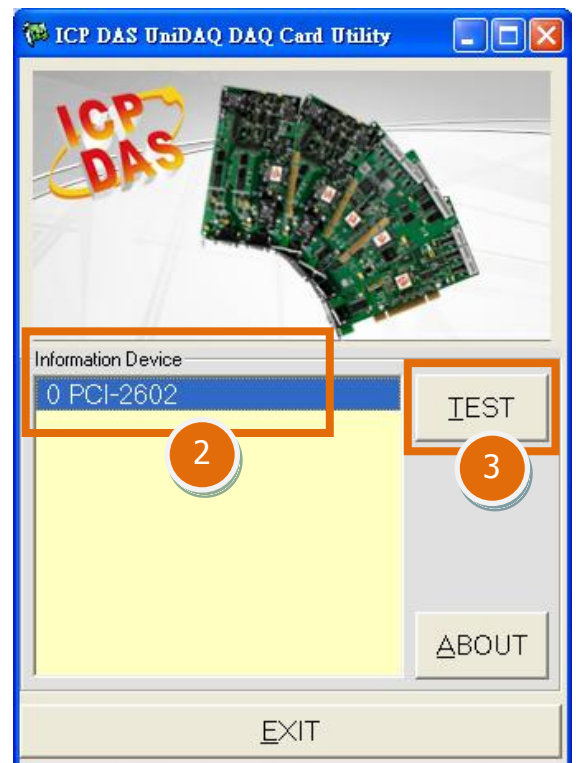 ICP DAS UniDAQ DAQ Card Utility
ICP
DAS
Information Device
0 PCI-2602
TEST
2
3
ABOUT
EXIT